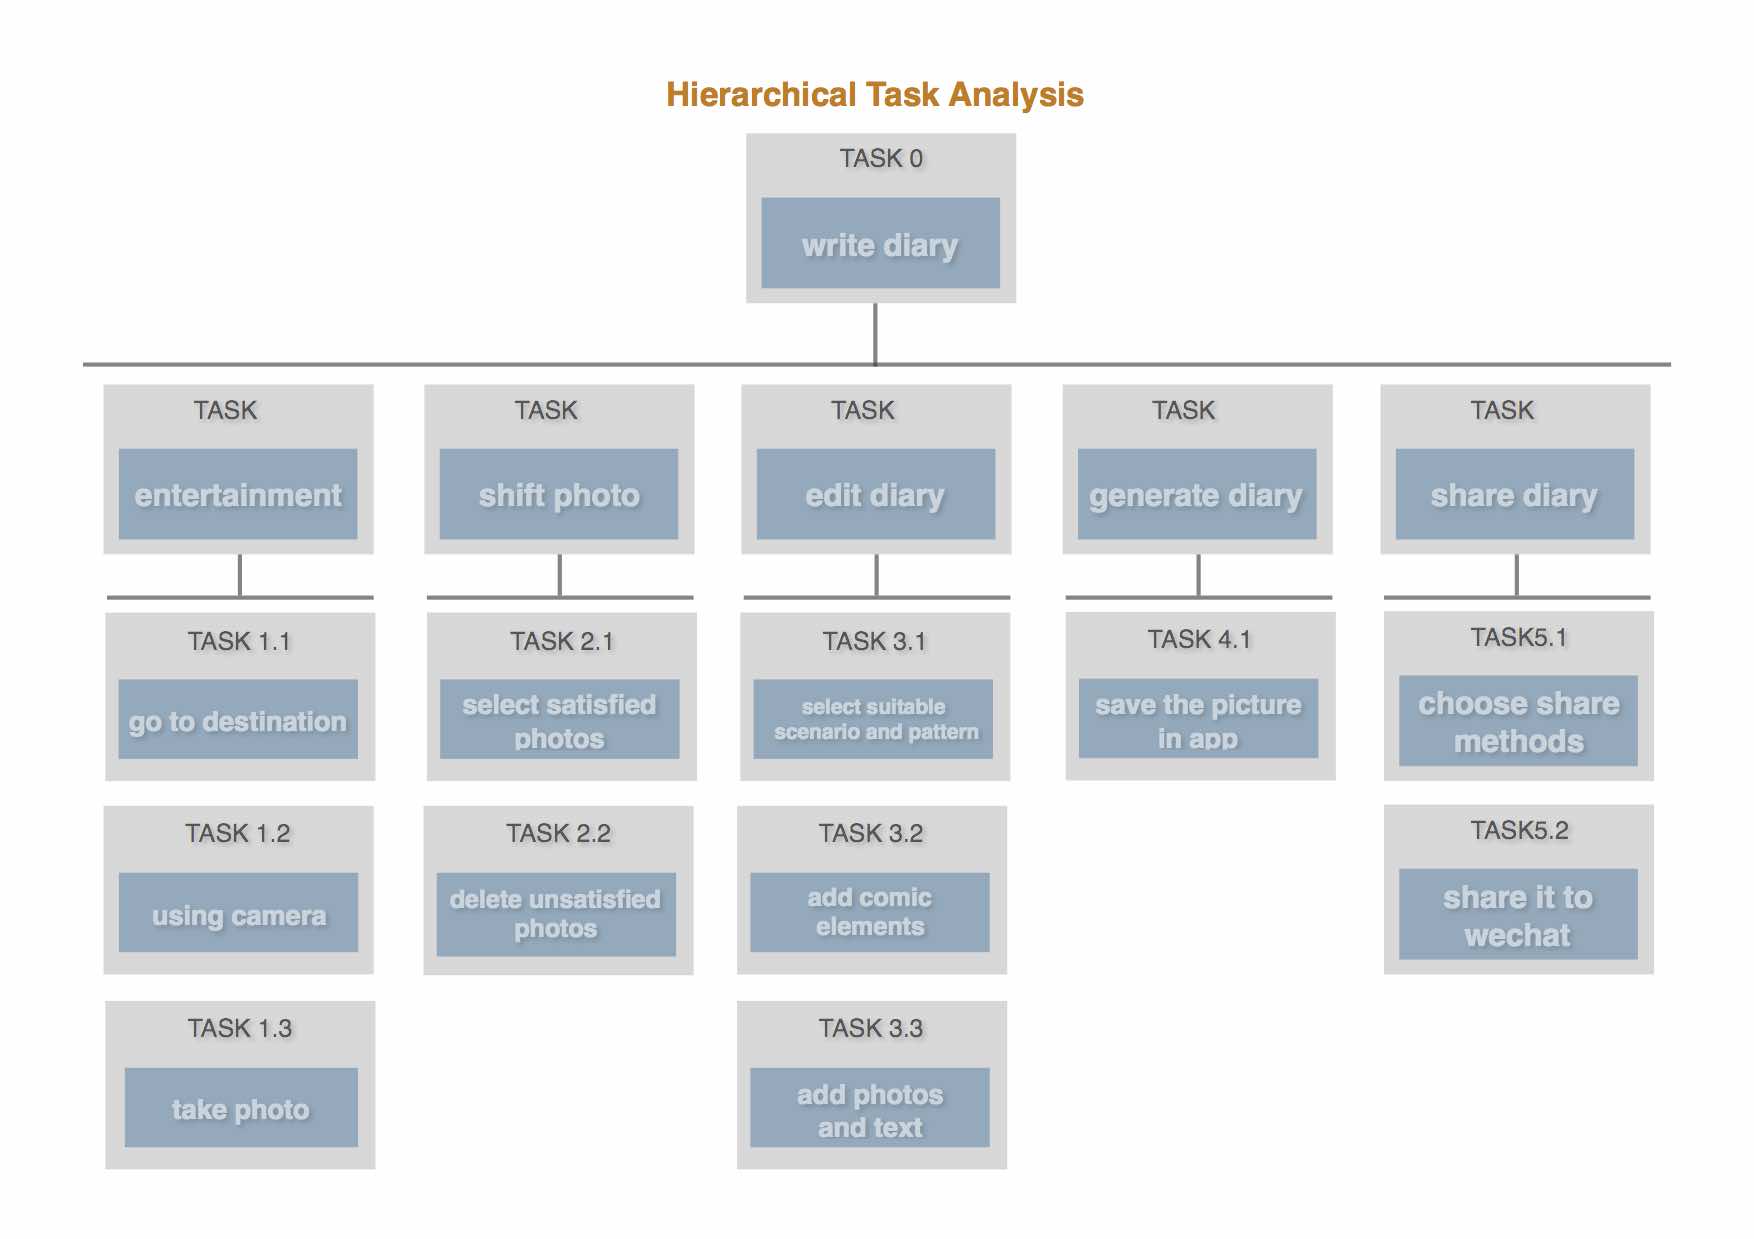 Hierarchical Task Analysis
TASK 0
write diary
TASK
entertainment
TASK
shift photo
TASK
edit diary
TASK
generate diary
TASK
share diary
TASK 1.1
go to destination
TASK 2.1
select satisfied
photos
TASK 3.1
select suitable
scenario and pattern
TASK 4.1
save the picture
in app
TASK5.1
choose share
methods
TASK 1.2
using camera
TASK 2.2
delete unsatisfied
photos
TASK 3.2
add comic
elements
TASK5.2
share it to
wechat
TASK 1.3
take photo
TASK 3.3
add photos
and text